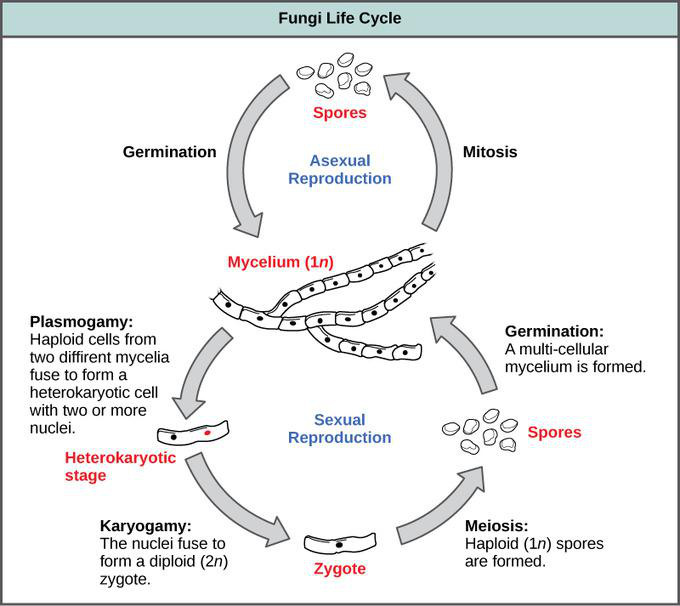 Fungi Life Cycle
Spores
Germination
Mitosis
Asexual
Reproduction
Mycelium (1n)
Plasmogamy:
Haploid cells from
two diffirent mycelia
fuse to form a
heterokaryotic cell
with two or more
nuclei.
Germination:
A multi-cellular
mycelium is formed.
Sexual
Reproduction
Spores
Heterokaryotic
stage
Karyogamy:
The nuclei fuse to
form a diploid (2n)
zygote.
Zygote
Meiosis:
Haploid (1n) spores
are formed.